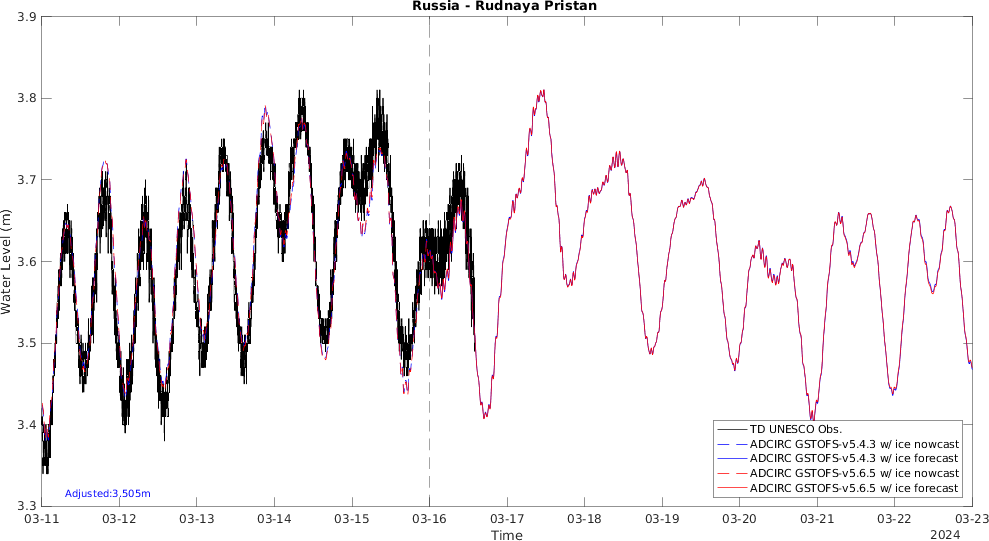 Russia - Rudnaya Pristan
3.9
3.8
3.7
3.6
3.5
3.4
3.3
Water Level (m)
Adjusted:3.505m
TD UNESCO Obs.
ADCIRC GSTOFS-v5.4.3 w/ ice nowcast
ADCIRC GSTOFS-v5.4.3 w/ ice forecast
ADCIRC GSTOFS-v5.6.5 w/ ice nowcast
ADCIRC GSTOFS-v5.6.5 w/ ice forecast
03-11 03-12 03-13 03-14 03-15 03-16 03-17 03-18 03-19 03-20 03-21 03-22 03-23
Time
2024